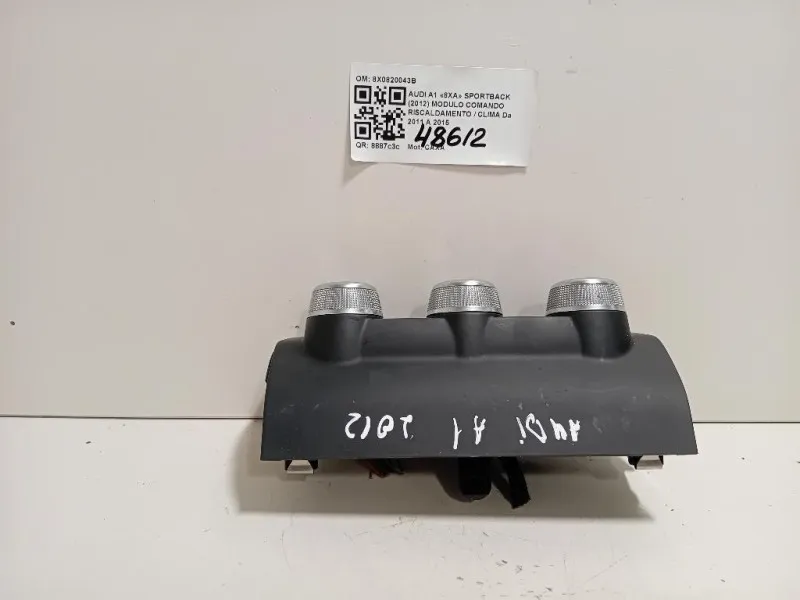 OM: 8X0820043B
AUDI A1 «8XA» SPORTBACK
(2012) MODULO COMANDO
RISCALDAMENTO / CLIMA Da
2011 A 2015
48612
QR: 8887c3c Mot. CAXA
AUDi A1 2012